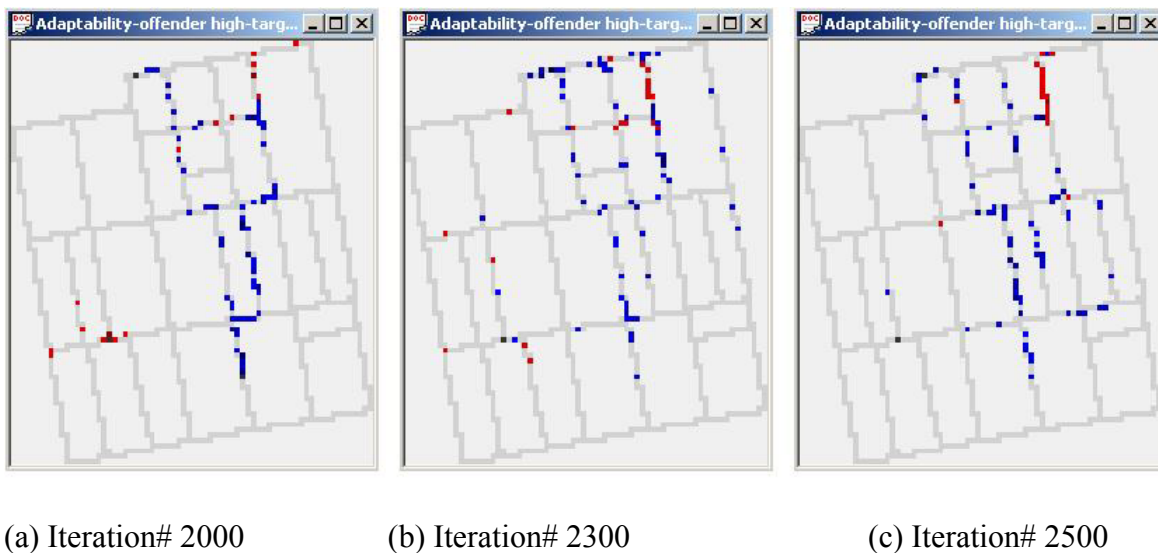 Adaptability-offender high-targ...
Adaptability-offender high-targ...
Adaptability-offender high-targ...
(a) Iteration# 2000
(b) Iteration# 2300
(c) Iteration# 2500